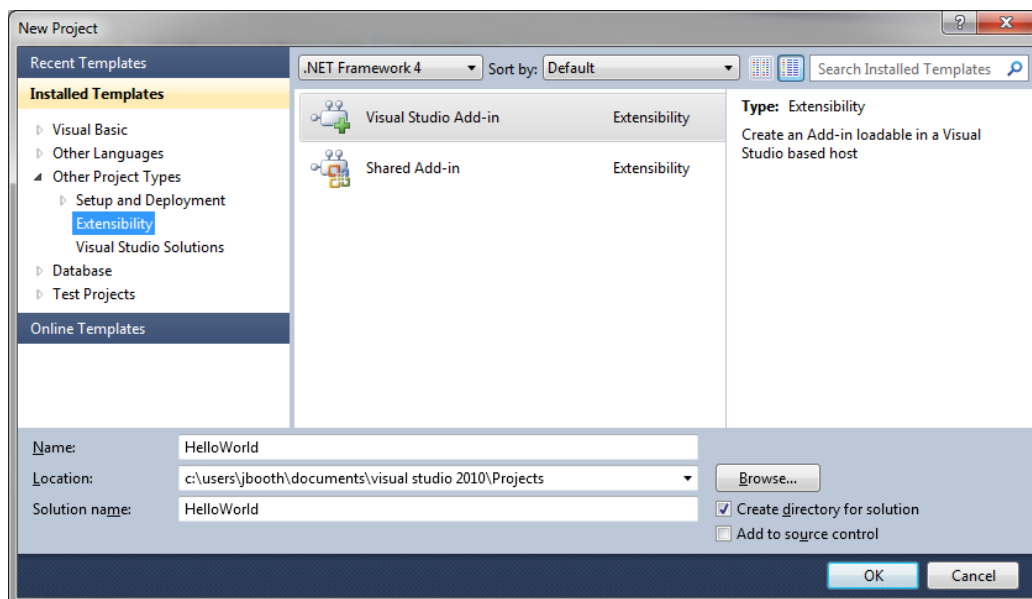 New Project
Recent Templates
Installed Templates
Visual Basic
Other Languages
Other Project Types
Setup and Deployment
Extensibility
Visual Studio Solutions
Database
Test Projects
Online Templates
.NET Framework 4 Sort by: Default Search Installed Templates
Visual Studio Add-in Extensibility
Shared Add-in Extensibility
Type: Extensibility
Create an Add-in loadable in a Visual
Studio based host
Name: HelloWorld
Location: c:\users\jbooth\documents\visual studio 2010\Projects Browse...
Solution name: HelloWorld Create directory for solution
Add to source control
OK Cancel